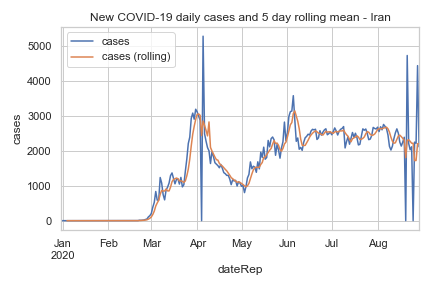 New COVID-19 daily cases and 5 day rolling mean - Iran
cases
cases (rolling)
5000
4000
3000
2000
1000
0
cases
Jan Feb Mar Apr May Jun Jul Aug
2020
dateRep